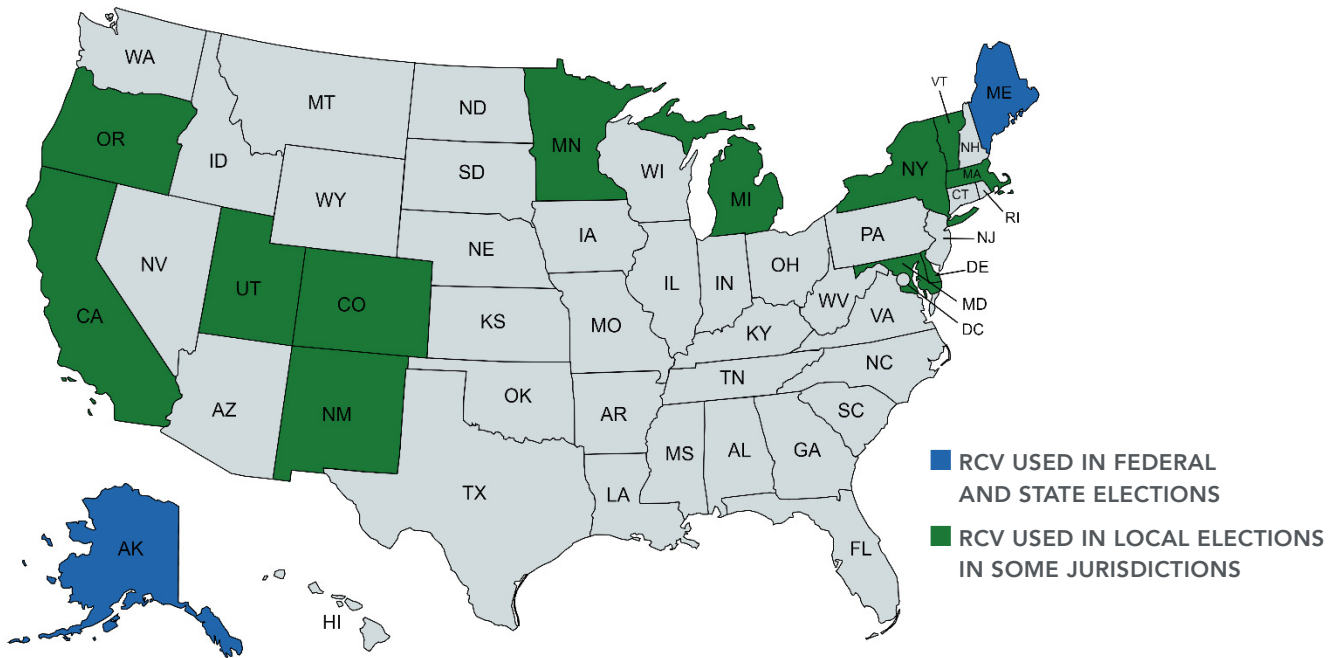 WA
MT
ND
MN
VT
ME
OR
ID
SD
WI
NH
NY
MA
WY
MI
CT
RI
IA
PA
NJ
NE
NV
UT
CO
IL
IN
OH
DE
CA
KS
MO
WV
MD
VA
DC
KY
NC
TN
AZ
NM
OK
AR
SC
MS
AL
GA
TX
LA
FL
AK
HI
RCV USED IN FEDERAL
AND STATE ELECTIONS
RCV USED IN LOCAL ELECTIONS
IN SOME JURISDICTIONS